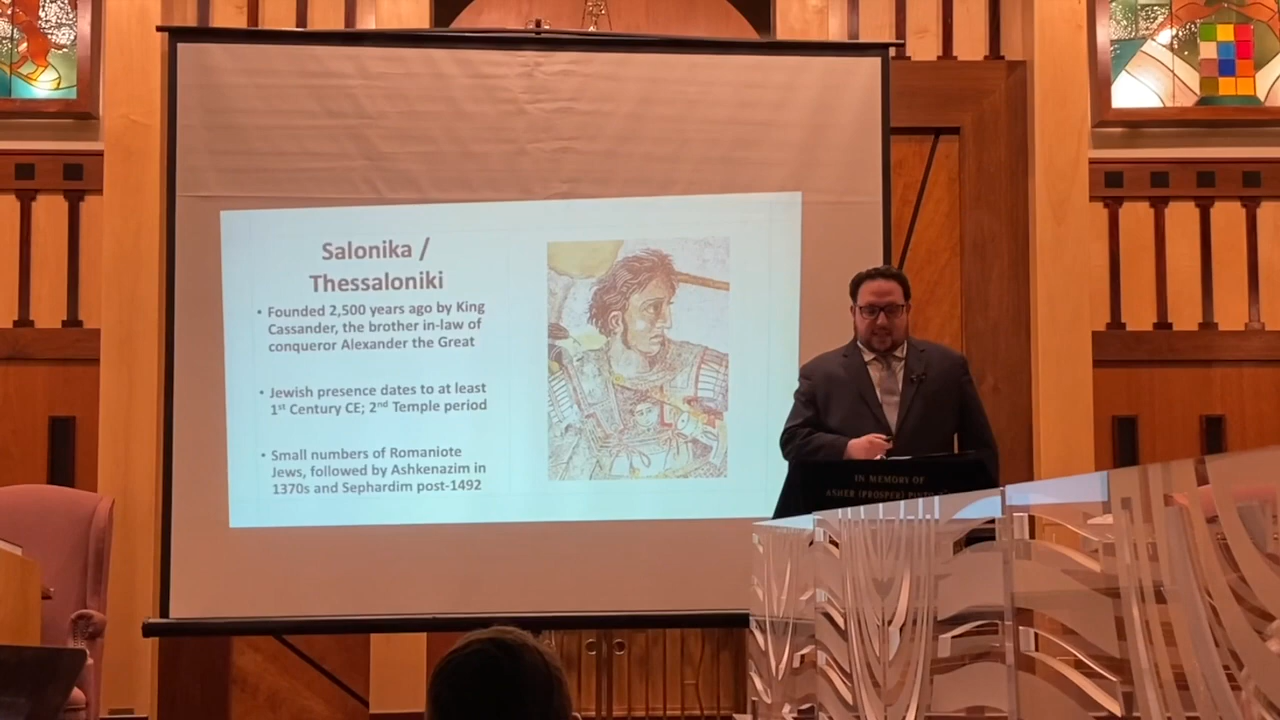 Salonika /
Thessaloniki
• Founded 2,500 years ago by King
Cassander, the brother in-law of
conqueror Alexander the Great
• Jewish presence dates to at least
1st Century CE; 2nd Temple period
• Small numbers of Romaniote
Jews, followed by Ashkenazim in
1370s and Sephardim post-1492
IN MEMORY OF
ASHER (PROSPER) PINTO